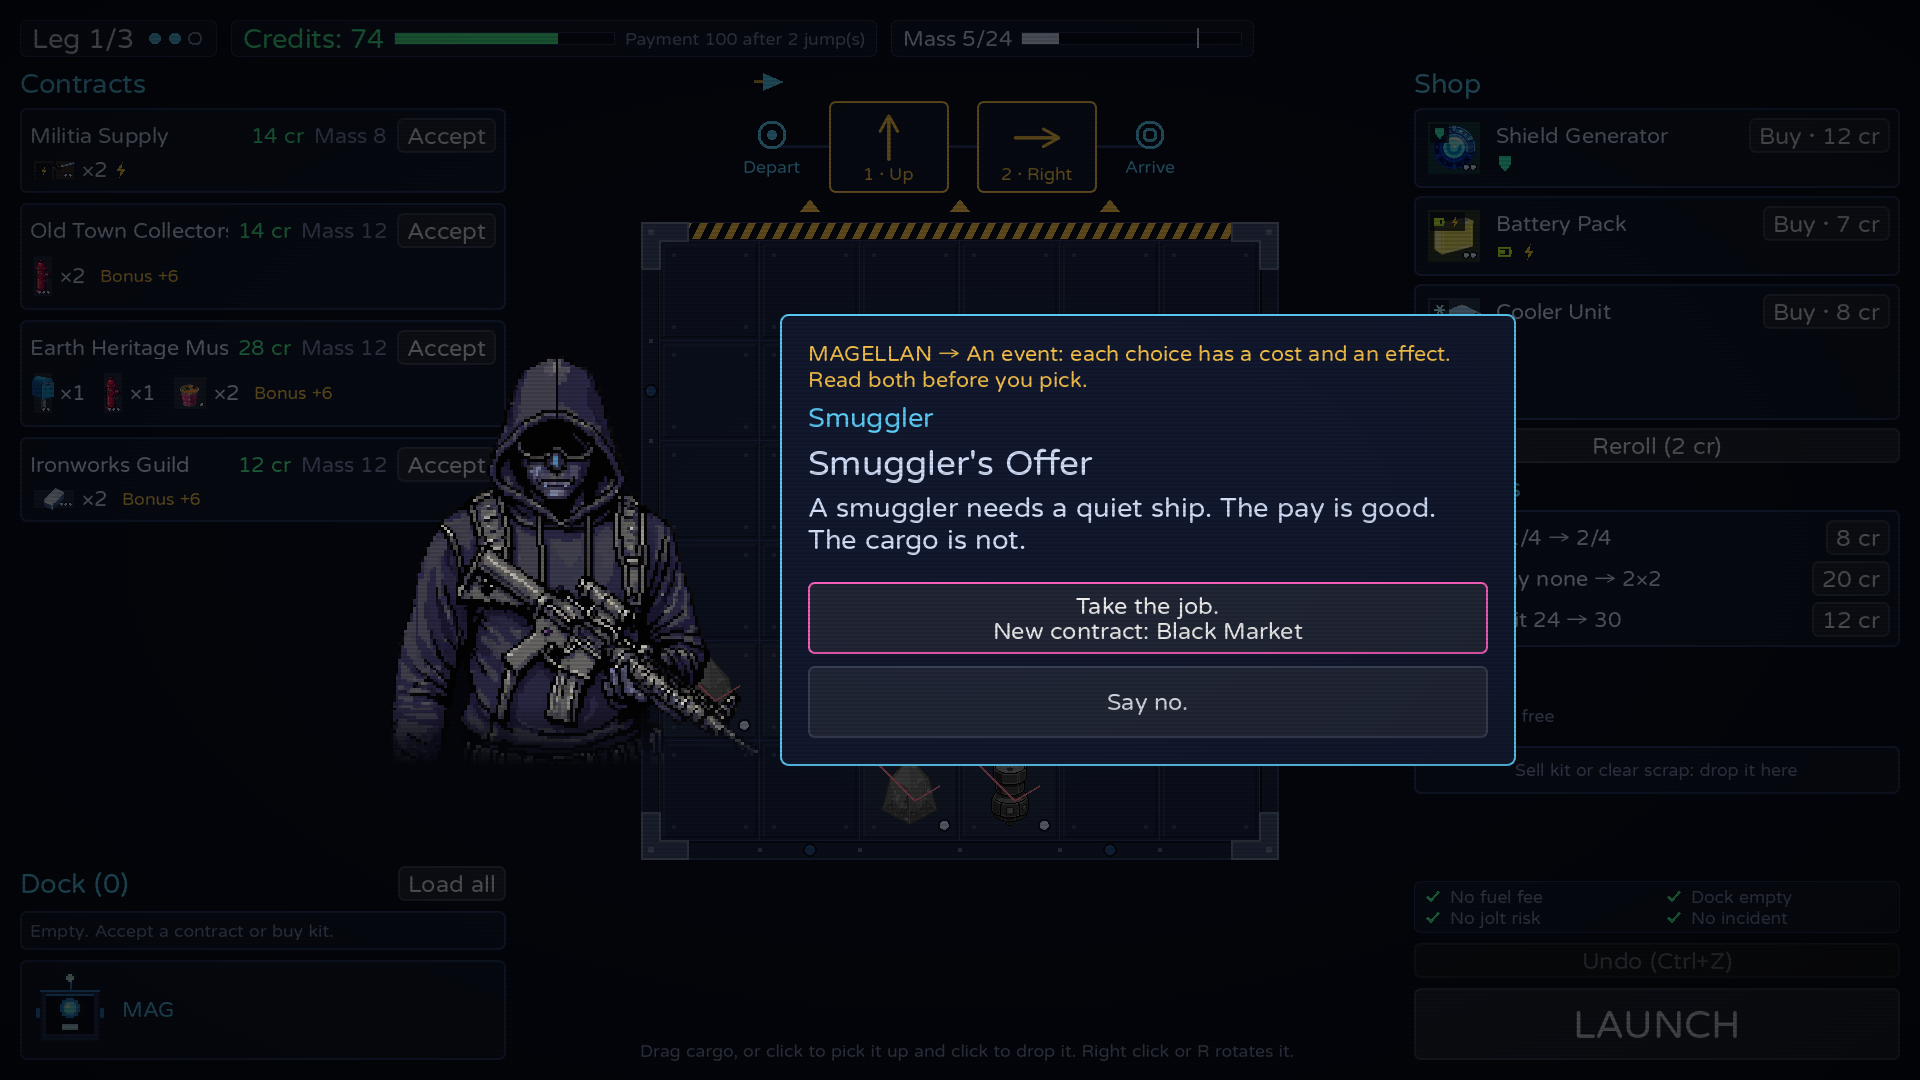 Leg 1/3
Credits: 74
Payment 100 after 2 jump(s)
Mass 5/24
Contracts
Militia Supply 14 cr Mass 8 Accept
×2
Old Town Collector 14 cr Mass 12 Accept
×2 Bonus +6
Earth Heritage Mus 28 cr Mass 12 Accept
×1 ×1 ×2 Bonus +6
Ironworks Guild 12 cr Mass 12 Accept
×2 Bonus +6
Depart
1 · Up
2 · Right
Arrive
MAGELLAN → An event: each choice has a cost and an effect.
Read both before you pick.
Smuggler
Smuggler's Offer
A smuggler needs a quiet ship. The pay is good.
The cargo is not.
Take the job.
New contract: Black Market
Say no.
Shop
Shield Generator Buy · 12 cr
Battery Pack Buy · 7 cr
Cooler Unit Buy · 8 cr
Reroll (2 cr)
/4 → 2/4 8 cr
none → 2×2 20 cr
24 → 30 12 cr
free
Sell kit or clear scrap: drop it here
Dock (0) Load all
Empty. Accept a contract or buy kit.
MAG
Drag cargo, or click to pick it up and click to drop it. Right click or R rotates it.
No fuel fee Dock empty
No jolt risk No incident
Undo (Ctrl+Z)
LAUNCH